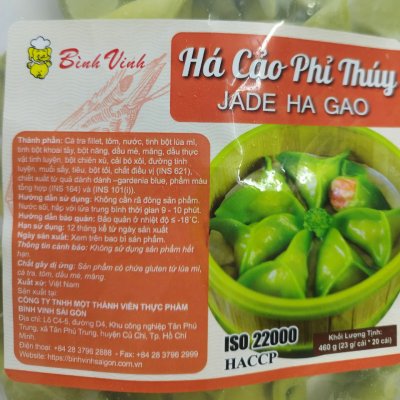 Bình Vinh
Há Cảo Phỉ Thúy
JADE HA GAO
Thành phần: Cá tra fillet, tôm, nước, tinh bột lúa mì,
tinh bột khoai tây, bột năng, dầu mè, măng, dầu thực
vật tinh luyện, bột chiên xù, cải bó xôi, đường tinh
luyện, muối sấy, tiêu, bột tỏi, chất điều vị (INS 621),
chiết xuất từ quả dành dành –gardenia blue, phẩm màu
tổng hợp (INS 164) và (INS 101(i)).
Hướng dẫn sử dụng: Không cần rã đông sản phẩm.
Nước sôi, hấp với lửa trung bình thời gian 9 - 10 phút.
Hướng dẫn bảo quản: Bảo quản ở nhiệt độ ≤ -18°C.
Hạn sử dụng: 12 tháng kể từ ngày sản xuất
Ngày sản xuất: Xem trên bao bì sản phẩm.
Thông tin cảnh báo: Không sử dụng sản phẩm hết
hạn.
Chất gây dị ứng: Sản phẩm có chứa gluten từ lúa mì,
cá tra, tôm, dầu mè, măng.
Xuất xứ: Việt Nam
Sản xuất tại:
CÔNG TY TNHH MỘT THÀNH VIÊN THỰC PHẨM
BÌNH VINH SÀI GÒN
Địa chỉ: Lô C4-5, đường D4, Khu công nghiệp Tân Phú
Trung, xã Tân Phú Trung, huyện Củ Chi, Tp. Hồ Chí
Minh
Điện thoại: +84 28 3796 2888 - Fax: +84 28 3796 2999
Website: https://binhvinhsaigon.com.vn
ISO 22000
HACCP
Khối Lượng Tịnh:
460 g (23 g/ cái * 20 cái)